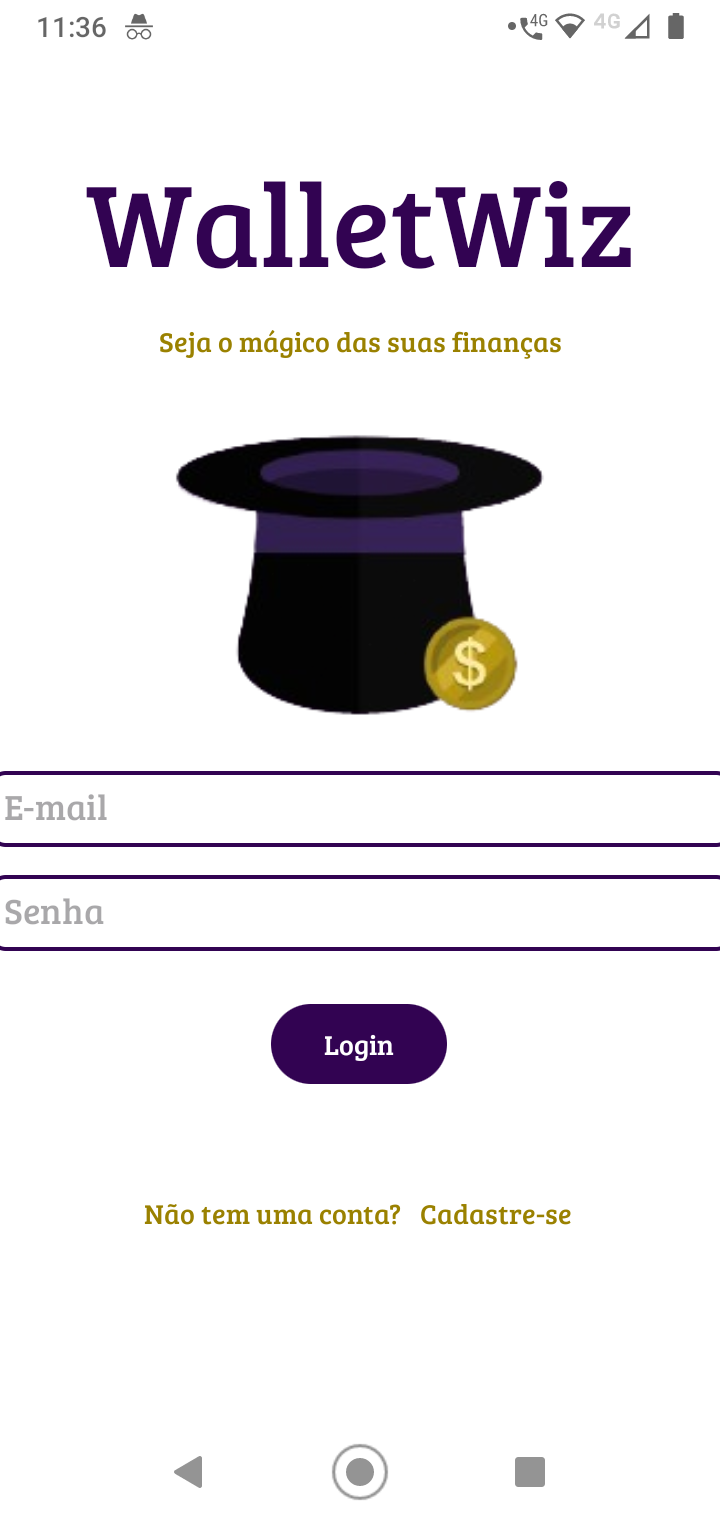 11:36 4G 4G
WalletWiz
Seja o mágico das suas finanças
$
E-mail
Senha
Login
Não tem uma conta? Cadastre-se